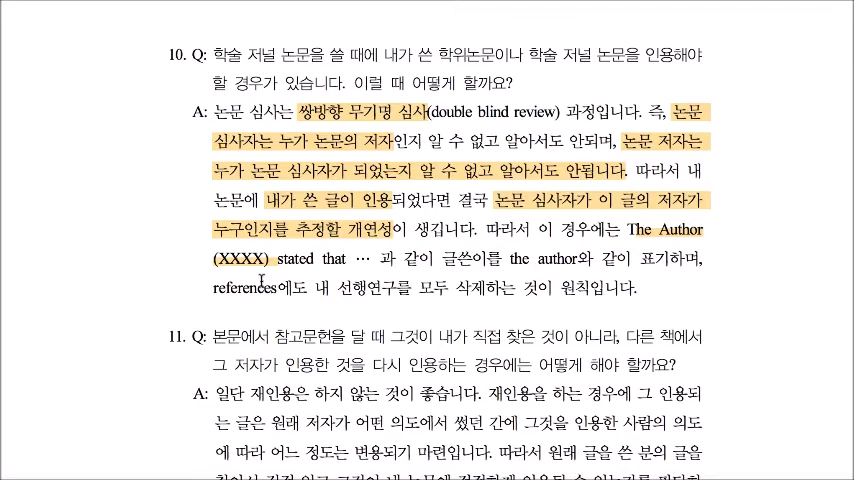 10. Q: 학술 저널 논문을 쓸 때에 내가 쓴 학위논문이나 학술 저널 논문을 인용해야
할 경우가 있습니다. 이럴 때 어떻게 할까요?
A: 논문 심사는 쌍방향 무기명 심사(double blind review) 과정입니다. 즉, 논문
심사자는 누가 논문의 저자인지 알 수 없고 알아서도 안되며, 논문 저자는
누가 논문 심사자가 되었는지 알 수 없고 알아서도 안됩니다. 따라서 내
논문에 내가 쓴 글이 인용되었다면 결국 논문 심사자가 이 글의 저자가
누구인지를 추정할 개연성이 생깁니다. 따라서 이 경우에는 The Author
(XXXX) stated that … 과 같이 글쓴이를 the author와 같이 표기하며,
references에도 내 선행연구를 모두 삭제하는 것이 원칙입니다.
11. Q: 본문에서 참고문헌을 달 때 그것이 내가 직접 찾은 것이 아니라, 다른 책에서
그 저자가 인용한 것을 다시 인용하는 경우에는 어떻게 해야 할까요?
A: 일단 재인용은 하지 않는 것이 좋습니다. 재인용을 하는 경우에 그 인용되
는 글은 원래 저자가 어떤 의도에서 썼던 간에 그것을 인용한 사람의 의도
에 따라 어느 정도는 변용되기 마련입니다. 따라서 원래 글을 쓴 분의 글을